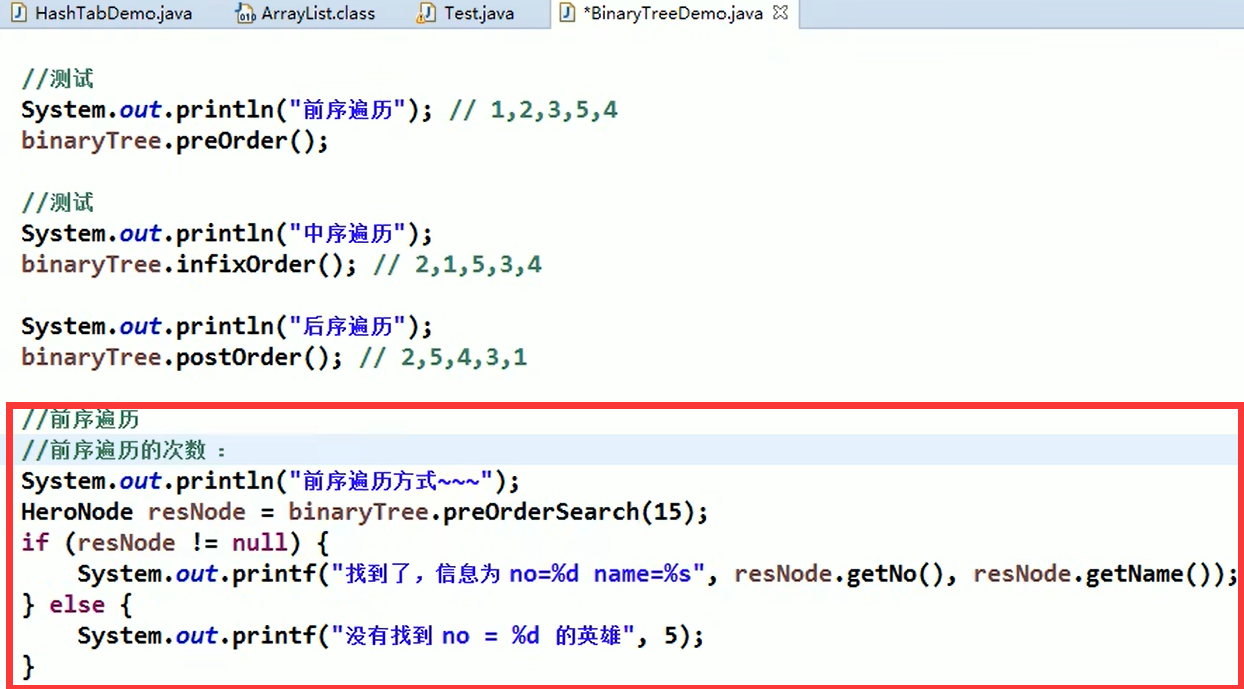 HashTabDemo.java ArrayList.class Test.java *BinaryTreeDemo.java
//测试
System.out.println("前序遍历"); // 1,2,3,5,4
binaryTree.preOrder();
//测试
System.out.println("中序遍历");
binaryTree.infixOrder(); // 2,1,5,3,4
System.out.println("后序遍历");
binaryTree.postOrder(); // 2,5,4,3,1
//前序遍历
//前序遍历的次数 :
System.out.println("前序遍历方式~~~");
HeroNode resNode = binaryTree.preOrderSearch(15);
if (resNode != null) {
System.out.printf("找到了，信息为 no=%d name=%s", resNode.getNo(), resNode.getName());
} else {
System.out.printf("没有找到 no = %d 的英雄", 5);
}